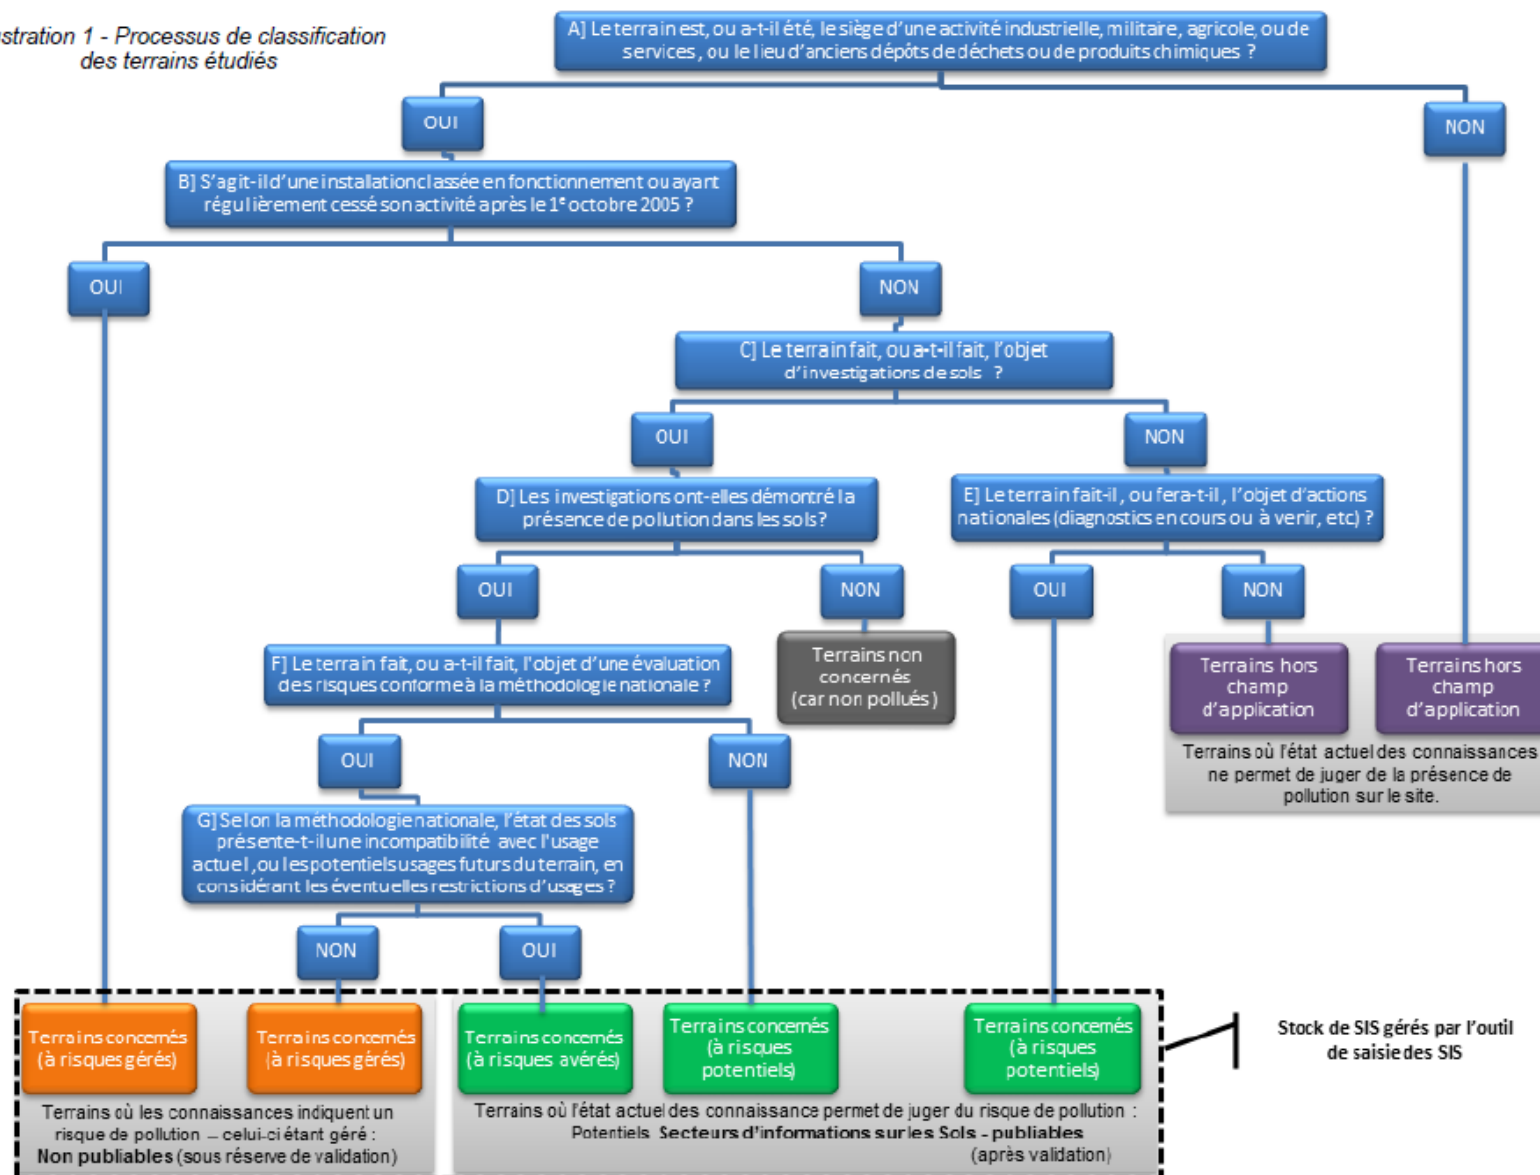 stration 1 - Processus de classification
des terrains étudiés
A] Le terrain est, ou a-t-il été, le siège d'une activité industrielle, militaire, agricole, ou de
services, ou le lieu d'anciens dépôts de déchets ou de produits chimiques ?
OUI
NON
B] S'agit-il d'une installation classée en fonctionnement ou ayant
régulièrement cessé son activité après le 1ᵉ octobre 2005 ?
OUI
NON
C] Le terrain fait, ou a-t-il fait, l'objet
d'investigations de sols ?
OUI
NON
D] Les investigations ont-elles démontré la
présence de pollution dans les sols ?
E] Le terrain fait-il, ou fera-t-il, l'objet d'actions
nationales (diagnostics en cours ou à venir, etc) ?
OUI
NON
OUI
NON
Terrains non
concernés
(car non pollués)
Terrains hors
champ
d'application
Terrains hors
champ
d'application
Terrains où l'état actuel des connaissances
ne permet de juger de la présence de
pollution sur le site.
F] Le terrain fait, ou a-t-il fait, l'objet d'une évaluation
des risques conforme à la méthodologie nationale ?
OUI
NON
G] Selon la méthodologie nationale, l'état des sols
présente-t-il une incompatibilité avec l'usage
actuel, ou les potentiels usages futurs du terrain, en
considérant les éventuelles restrictions d'usages ?
NON
OUI
Terrains concernés
(à risques gérés)
Terrains concernés
(à risques gérés)
Terrains concernés
(à risques avérés)
Terrains concernés
(à risques
potentiels)
Terrains concernés
(à risques
potentiels)
Stock de SIS gérés par l'outil
de saisie des SIS
Terrains où les connaissances indiquent un
risque de pollution – celui-ci étant géré :
Non publiables (sous réserve de validation)
Terrains où l'état actuel des connaissance permet de juger du risque de pollution :
Potentiels Secteurs d'informations sur les Sols - publiables
(après validation)